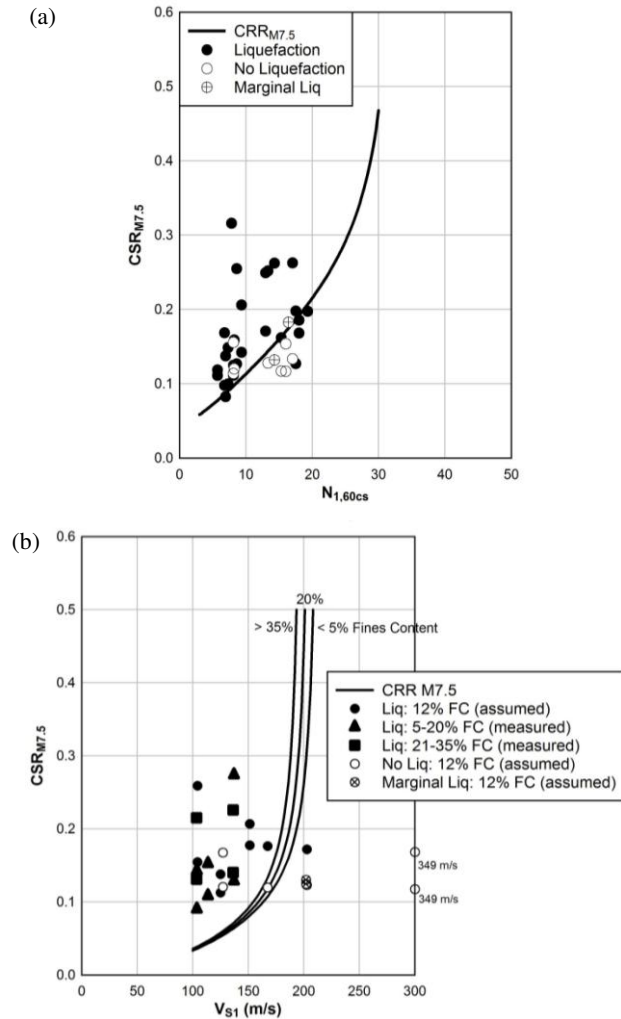 (a)
CRR_M7.5
Liquefaction
No Liquefaction
Marginal Liq
0.6
0.5
0.4
0.3
0.2
0.1
0.0
CSR_M7.5
0 10 20 30 40 50
N_1,60cs
(b)
0.6
0.5
0.4
0.3
0.2
0.1
0.0
CSR_M7.5
20%
> 35% < 5% Fines Content
CRR M7.5
Liq: 12% FC (assumed)
Liq: 5-20% FC (measured)
Liq: 21-35% FC (measured)
No Liq: 12% FC (assumed)
Marginal Liq: 12% FC (assumed)
349 m/s
349 m/s
0 50 100 150 200 250 300
V_S1 (m/s)